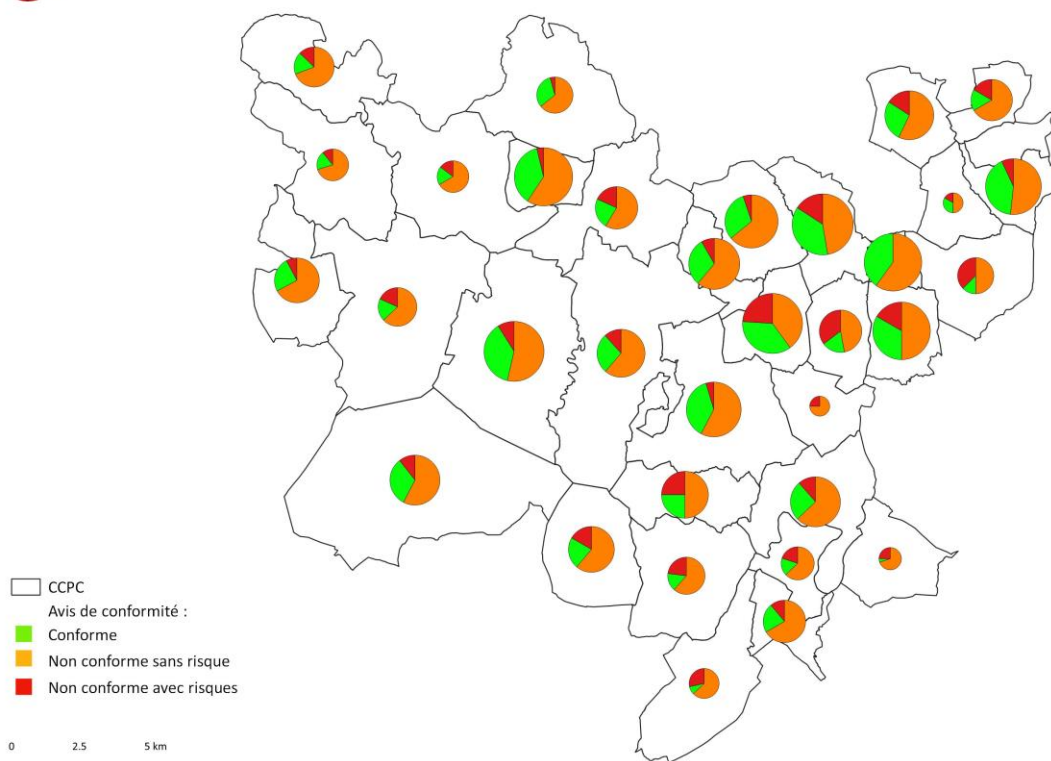 CCPC
Avis de conformité :
Conforme
Non conforme sans risque
Non conforme avec risques
0 2.5 5 km